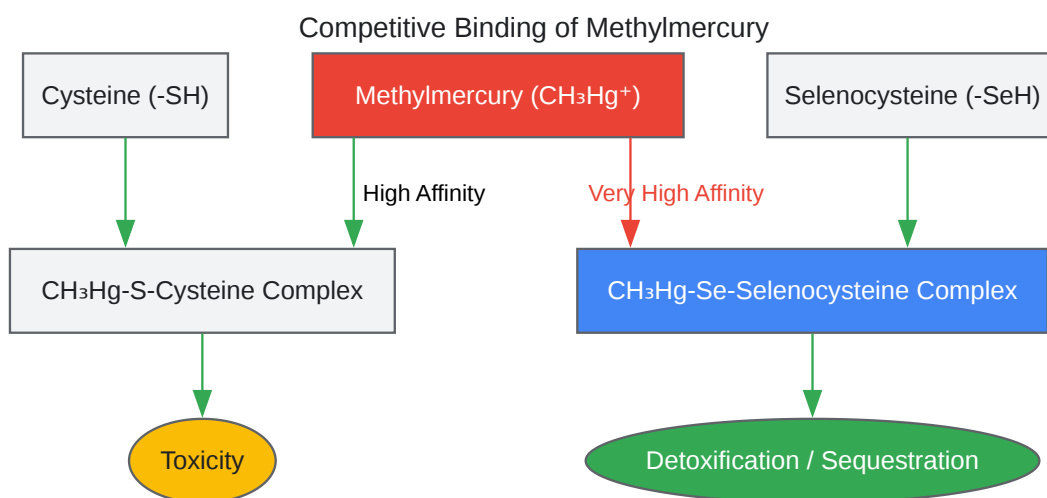 Competitive Binding of Methylmercury
Cysteine (-SH)
Methylmercury (CH₃Hg⁺)
Selenocysteine (-SeH)
High Affinity
Very High Affinity
CH₃Hg-S-Cysteine Complex
CH₃Hg-Se-Selenocysteine Complex
Toxicity
Detoxification / Sequestration